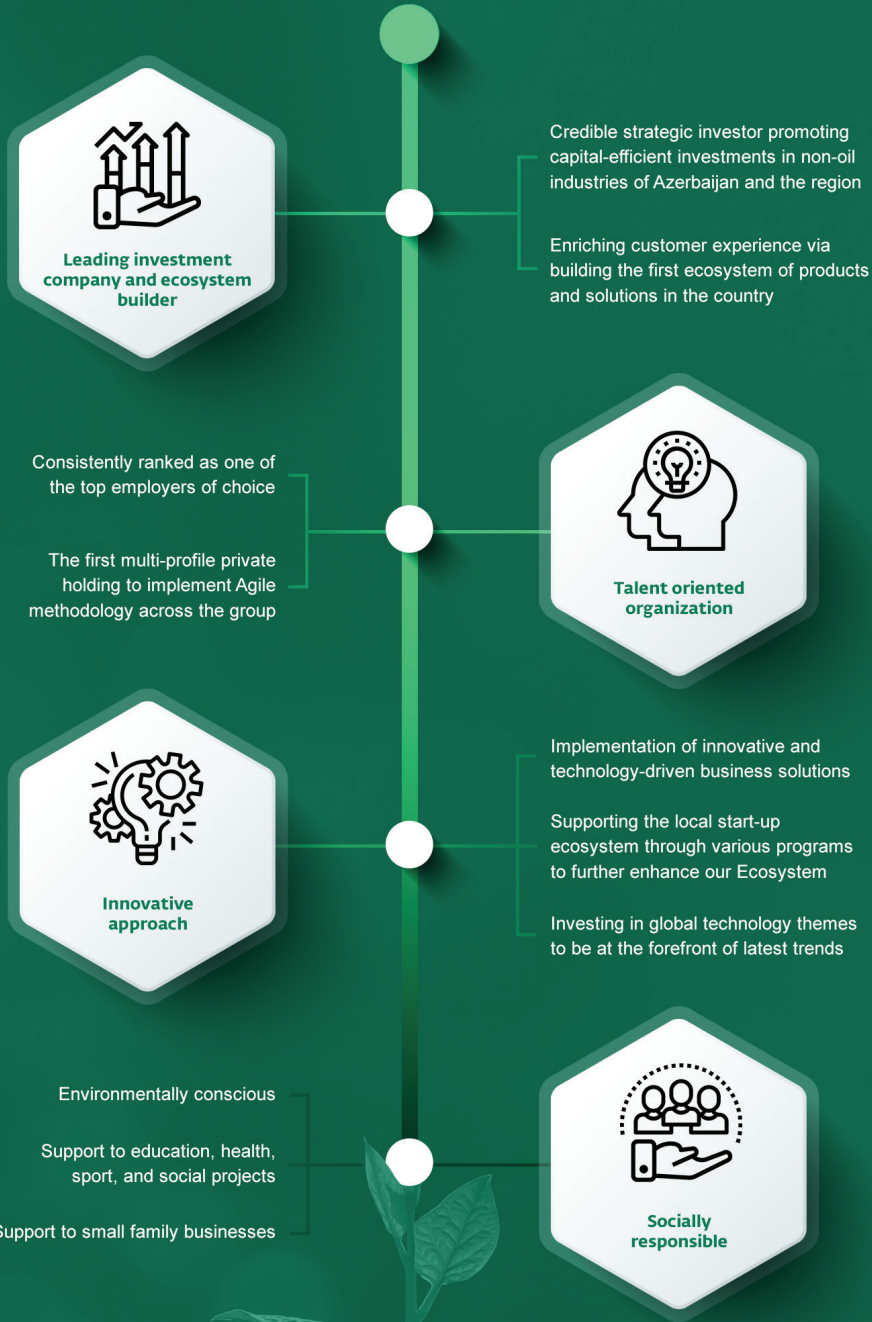 Leading investment
company and ecosystem
builder
Credible strategic investor promoting
capital-efficient investments in non-oil
industries of Azerbaijan and the region
Enriching customer experience via
building the first ecosystem of products
and solutions in the country
Consistently ranked as one of
the top employers of choice
The first multi-profile private
holding to implement Agile
methodology across the group
Talent oriented
organization
Innovative
approach
Implementation of innovative and
technology-driven business solutions
Supporting the local start-up
ecosystem through various programs
to further enhance our Ecosystem
Investing in global technology themes
to be at the forefront of latest trends
Environmentally conscious
Support to education, health,
sport, and social projects
Support to small family businesses
Socially
responsible